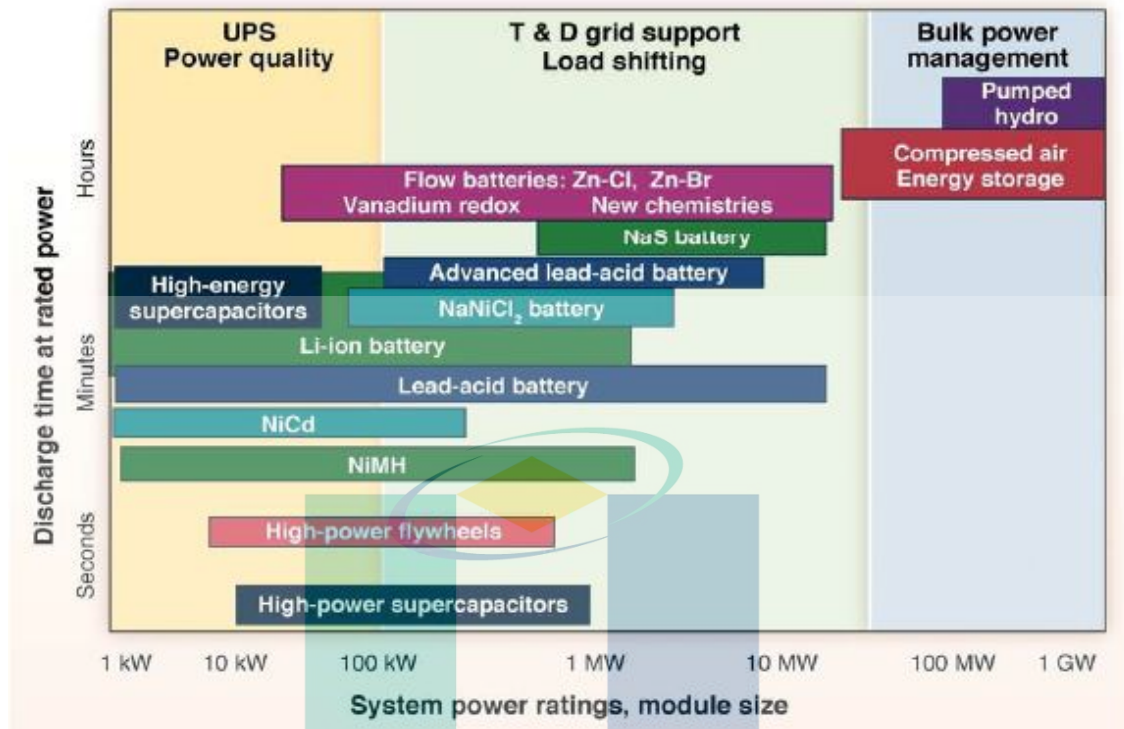 UPS
Power quality
T & D grid support
Load shifting
Bulk power
management
Pumped
hydro
Compressed air
Energy storage
Flow batteries: Zn-Cl, Zn-Br
Vanadium redox New chemistries
NaS battery
Advanced lead-acid battery
High-energy
supercapacitors
NaNiCl₂ battery
Li-ion battery
Lead-acid battery
NiCd
NiMH
High-power flywheels
High-power supercapacitors
Discharge time at rated power
Hours
Minutes
Seconds
1 kW 10 kW 100 kW 1 MW 10 MW 100 MW 1 GW
System power ratings, module size